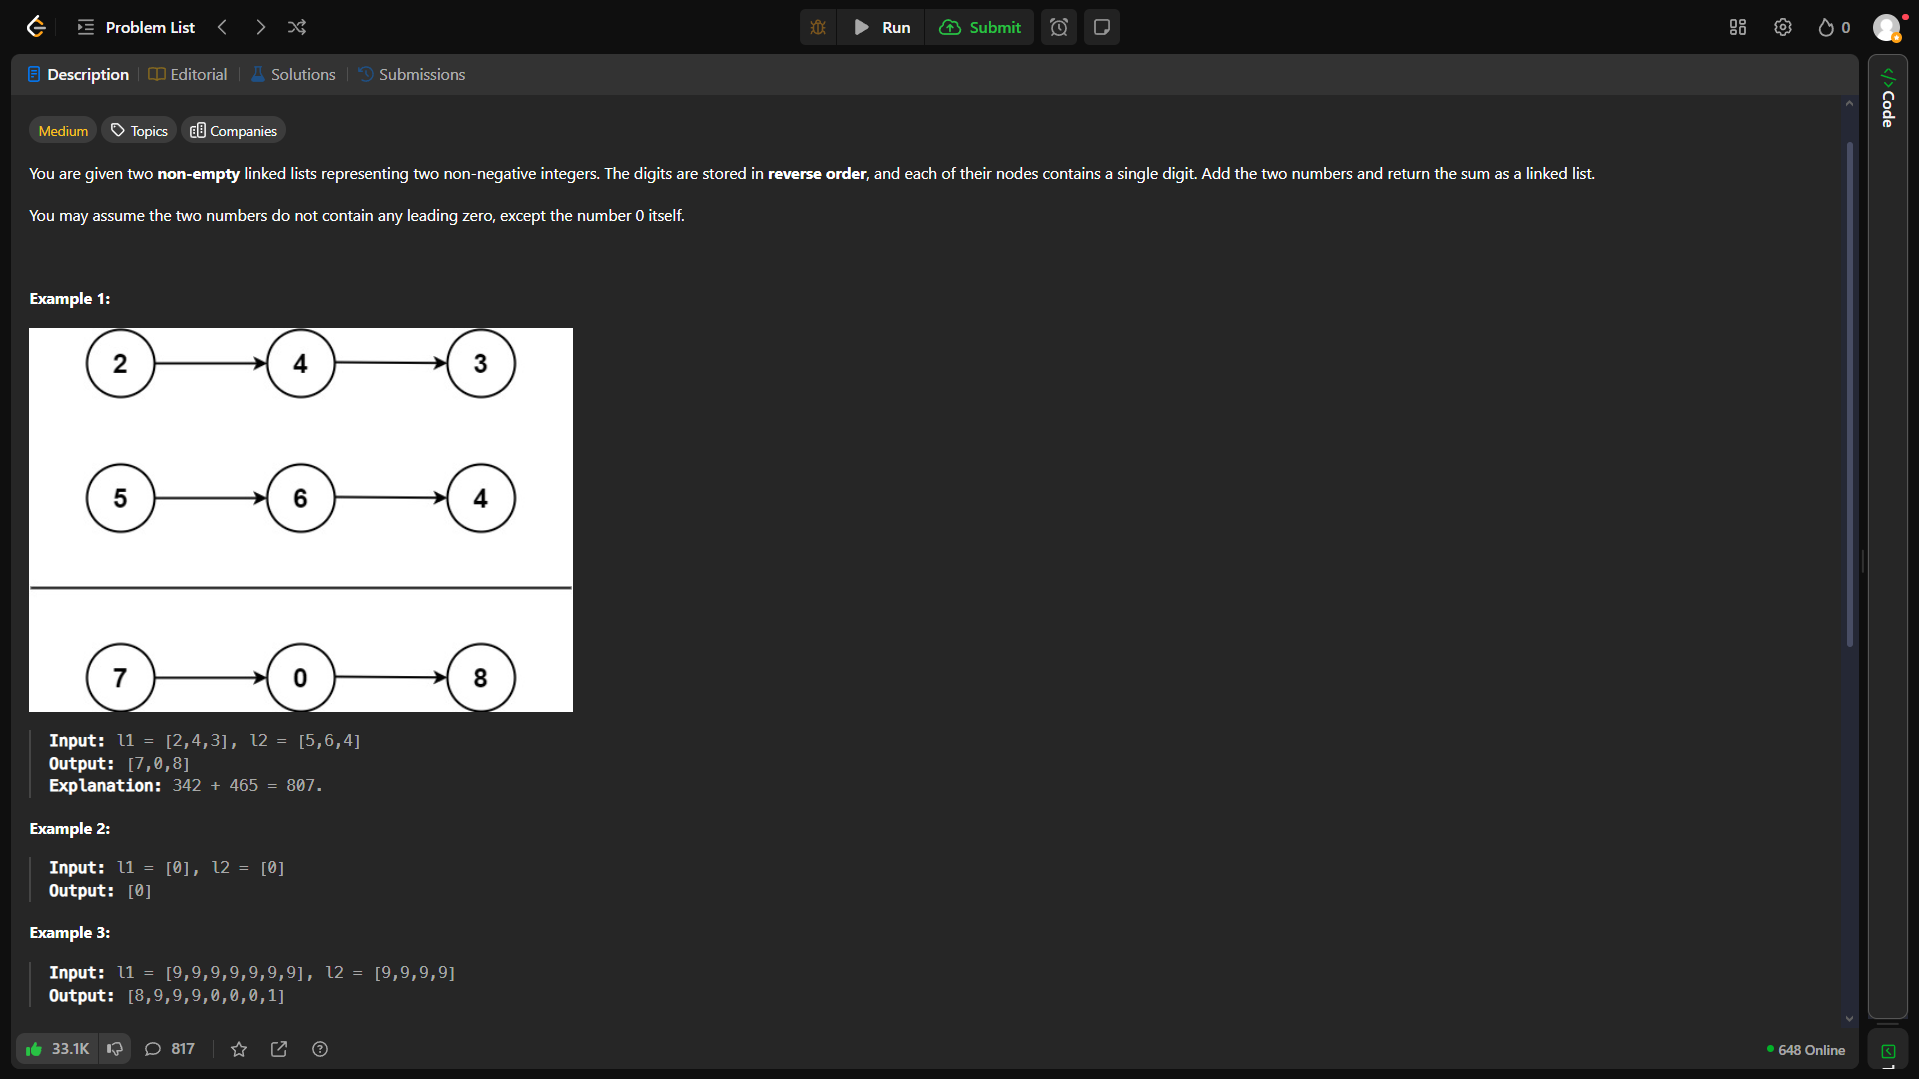 Problem List
Run
Submit
0
Description
Editorial
Solutions
Submissions
Code
Medium
Topics
Companies
You are given two non-empty linked lists representing two non-negative integers. The digits are stored in reverse order, and each of their nodes contains a single digit. Add the two numbers and return the sum as a linked list.
You may assume the two numbers do not contain any leading zero, except the number 0 itself.
Example 1:
2 4 3
5 6 4
7 0 8
Input: l1 = [2,4,3], l2 = [5,6,4]
Output: [7,0,8]
Explanation: 342 + 465 = 807.
Example 2:
Input: l1 = [0], l2 = [0]
Output: [0]
Example 3:
Input: l1 = [9,9,9,9,9,9,9], l2 = [9,9,9,9]
Output: [8,9,9,9,0,0,0,1]
33.1K
817
648 Online